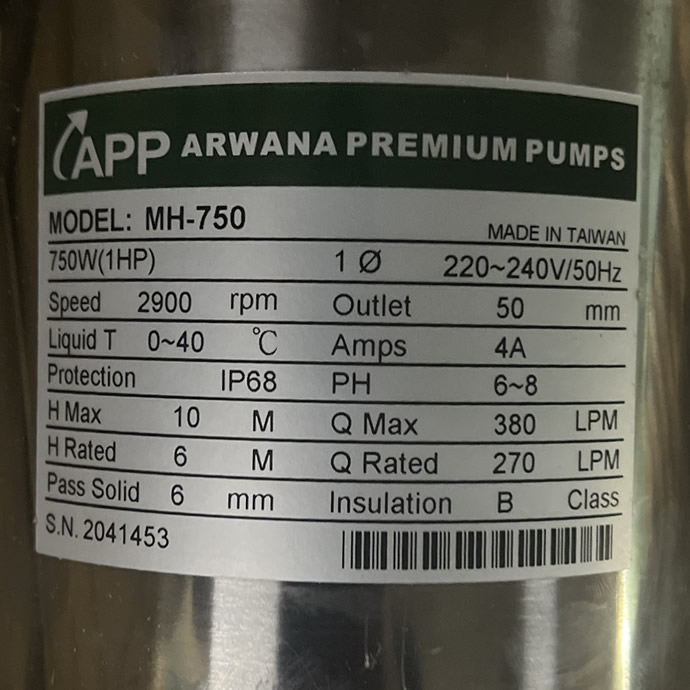 APP ARWANA PREMIUM PUMPS
MODEL: MH-750 MADE IN TAIWAN
750W(1HP) 1 Ø 220~240V/50Hz
Speed 2900 rpm Outlet 50 mm
Liquid T 0~40 ℃ Amps 4A
Protection IP68 PH 6~8
H Max 10 M Q Max 380 LPM
H Rated 6 M Q Rated 270 LPM
Pass Solid 6 mm Insulation B Class
S.N. 2041453